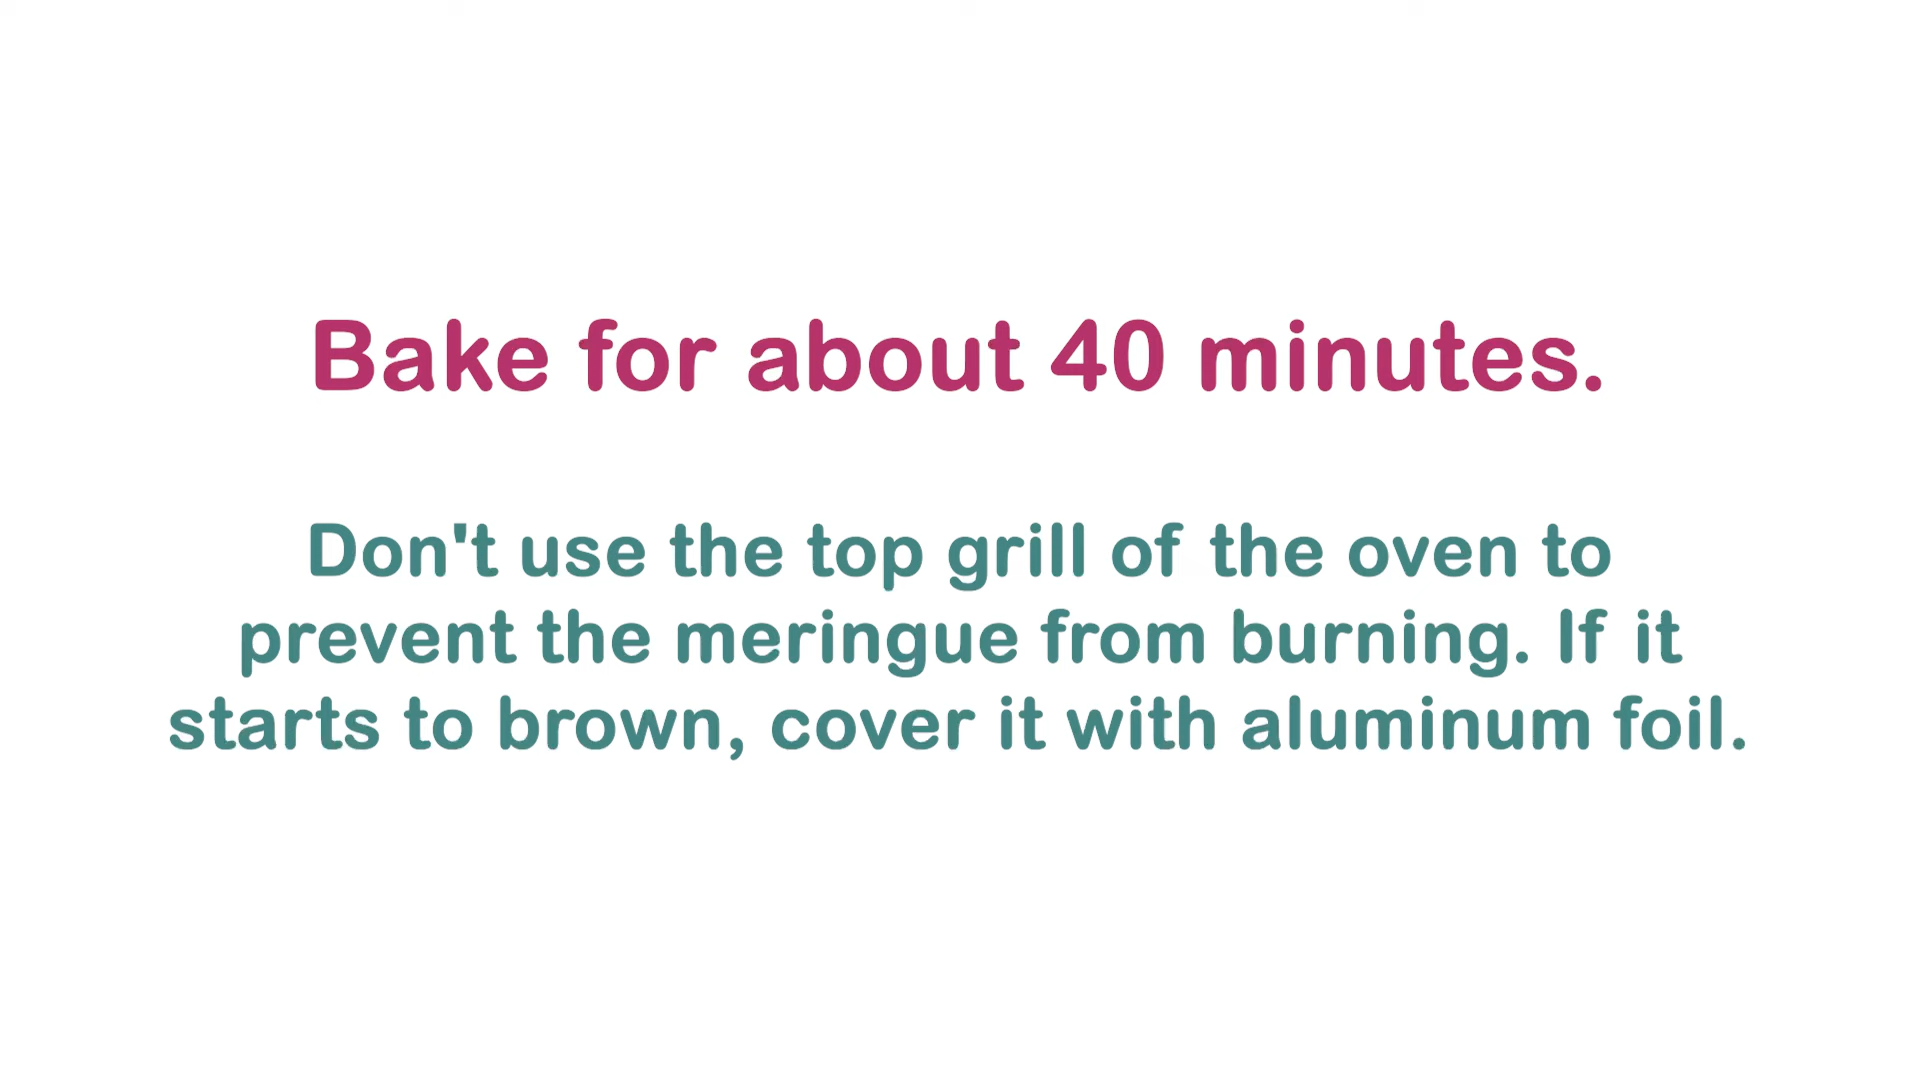 Bake for about 40 minutes.
Don't use the top grill of the oven to
prevent the meringue from burning. If it
starts to brown, cover it with aluminum foil.